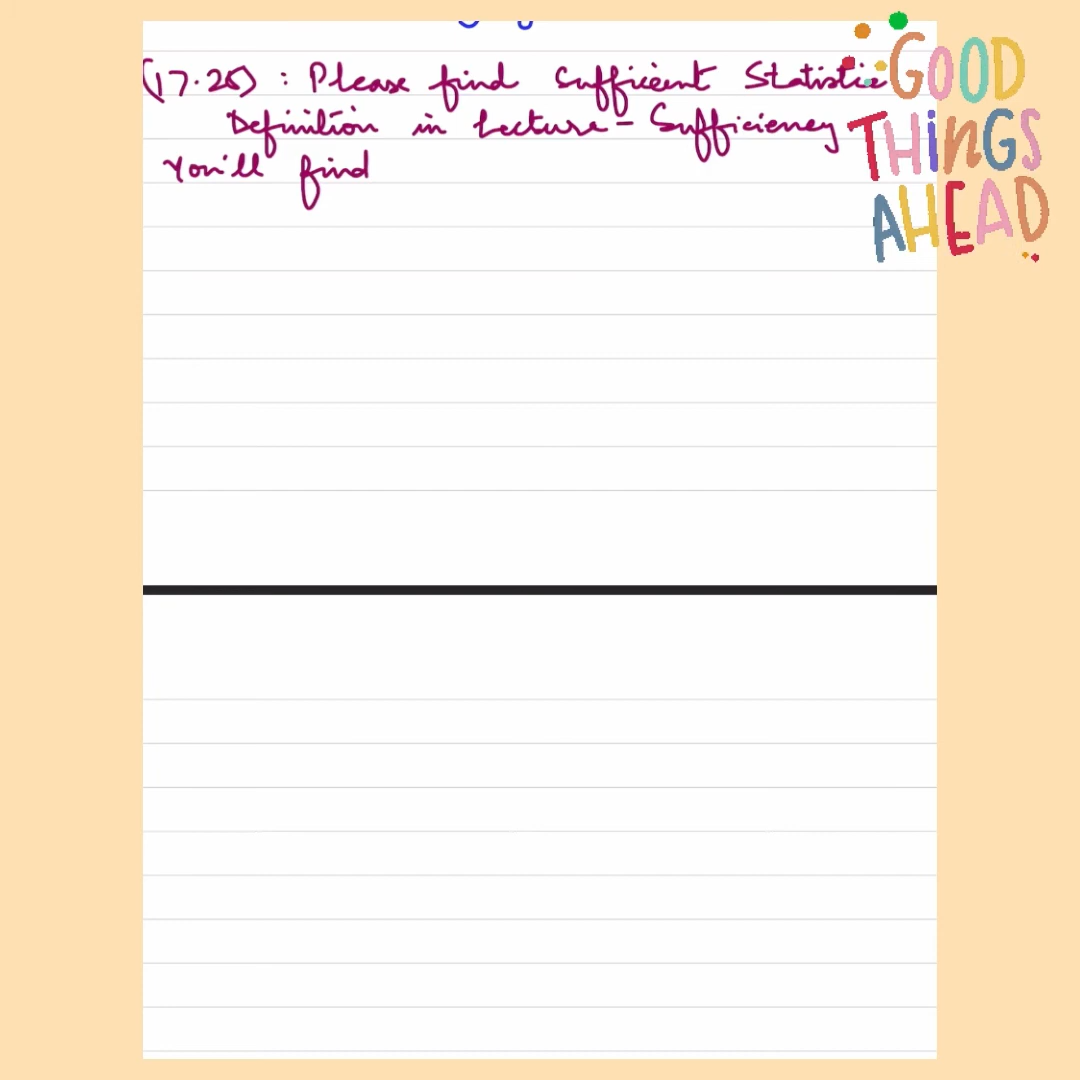 (17.25) : Please find Sufficient Statistic
Definition in Lecture - Sufficiency
You'll find
GOOD
THiNGS
AHEAD